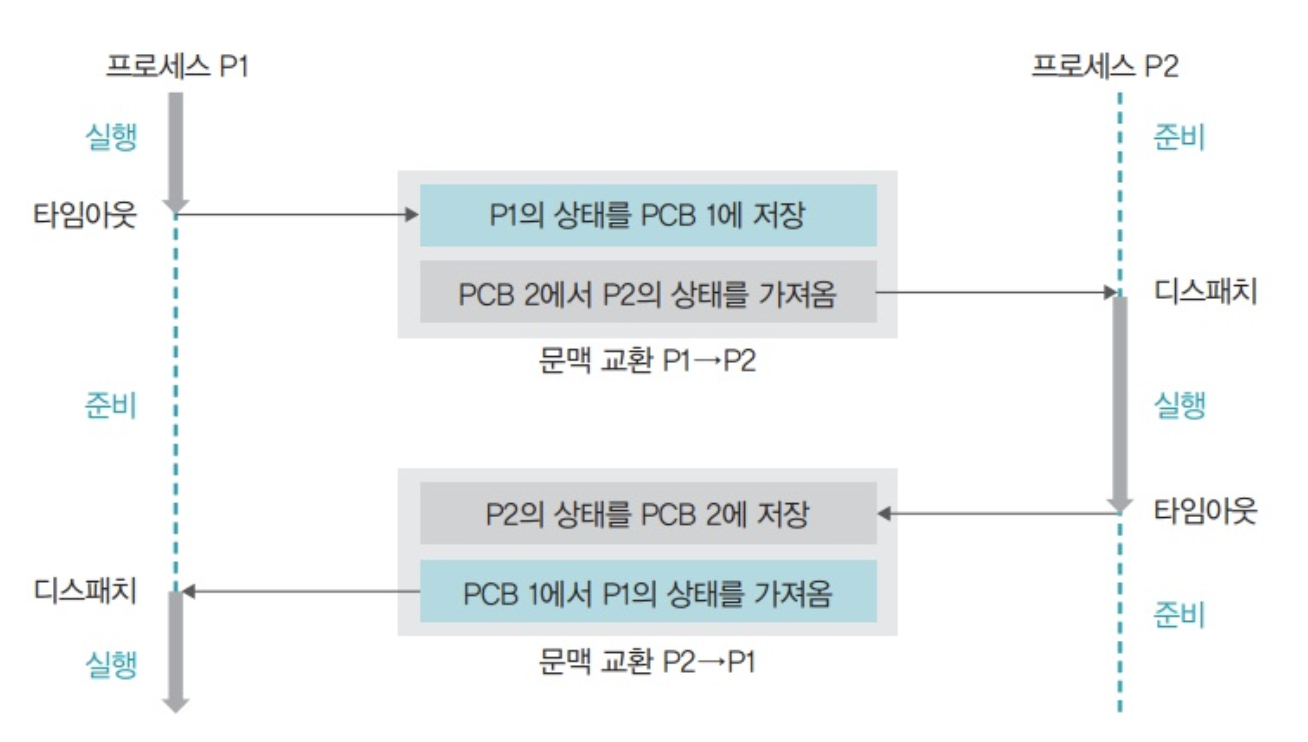 프로세스 P1
프로세스 P2
실행
준비
타임아웃
P1의 상태를 PCB 1에 저장
PCB 2에서 P2의 상태를 가져옴
디스패치
문맥 교환 P1→P2
준비
실행
P2의 상태를 PCB 2에 저장
타임아웃
디스패치
PCB 1에서 P1의 상태를 가져옴
준비
실행
문맥 교환 P2→P1